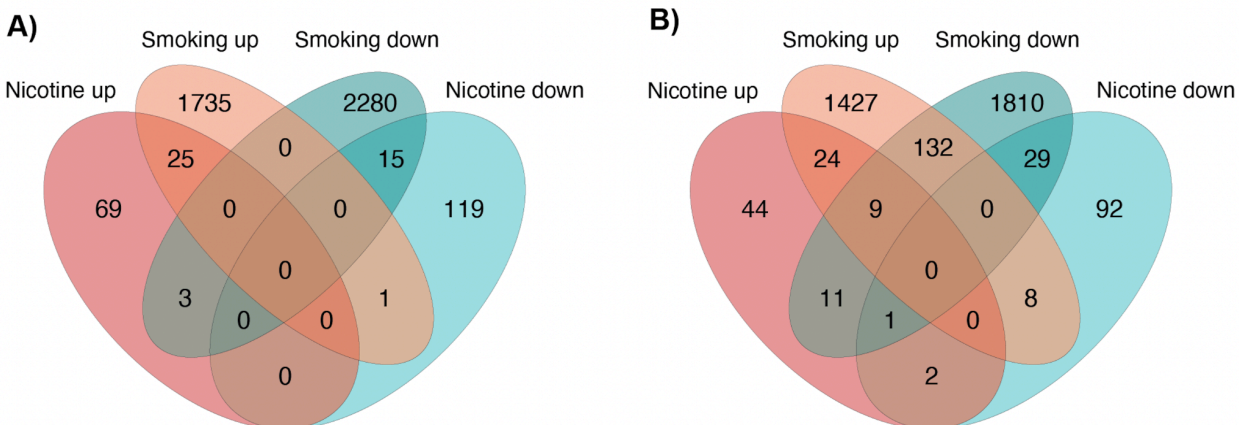 A)
Smoking up Smoking down
Nicotine up Nicotine down
1735 2280
25 0 15
69 0 0 119
0
3 1
0 0
0
B)
Smoking up Smoking down
Nicotine up Nicotine down
1427 1810
24 132 29
44 9 0 92
0
11 8
1 0
2